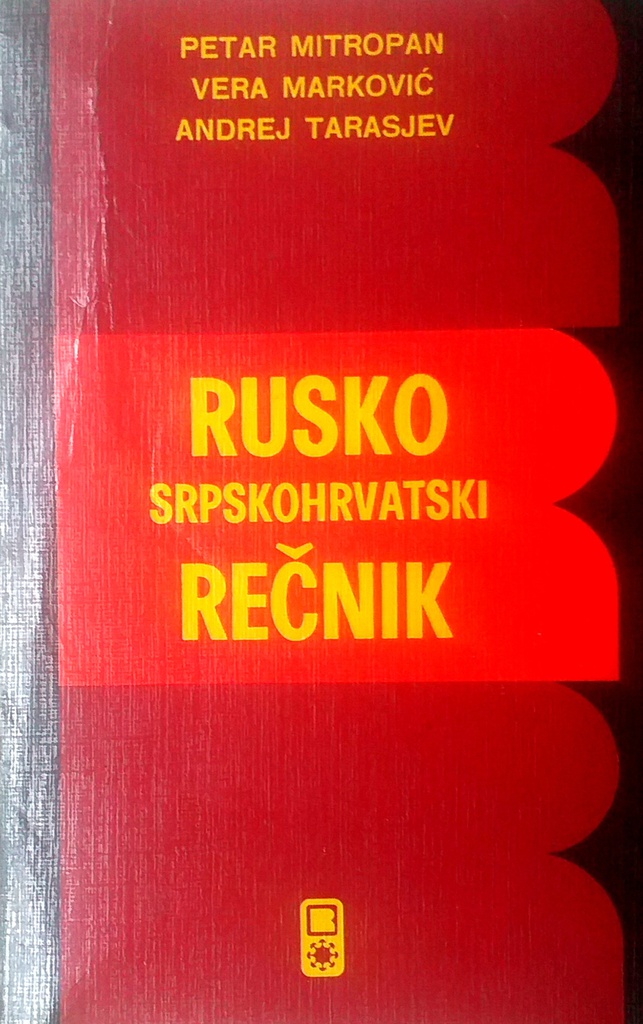 PETAR MITROPAN
VERA MARKOVIĆ
ANDREJ TARASJEV
RUSKO
SRPSKOHRVATSKI
REČNIK